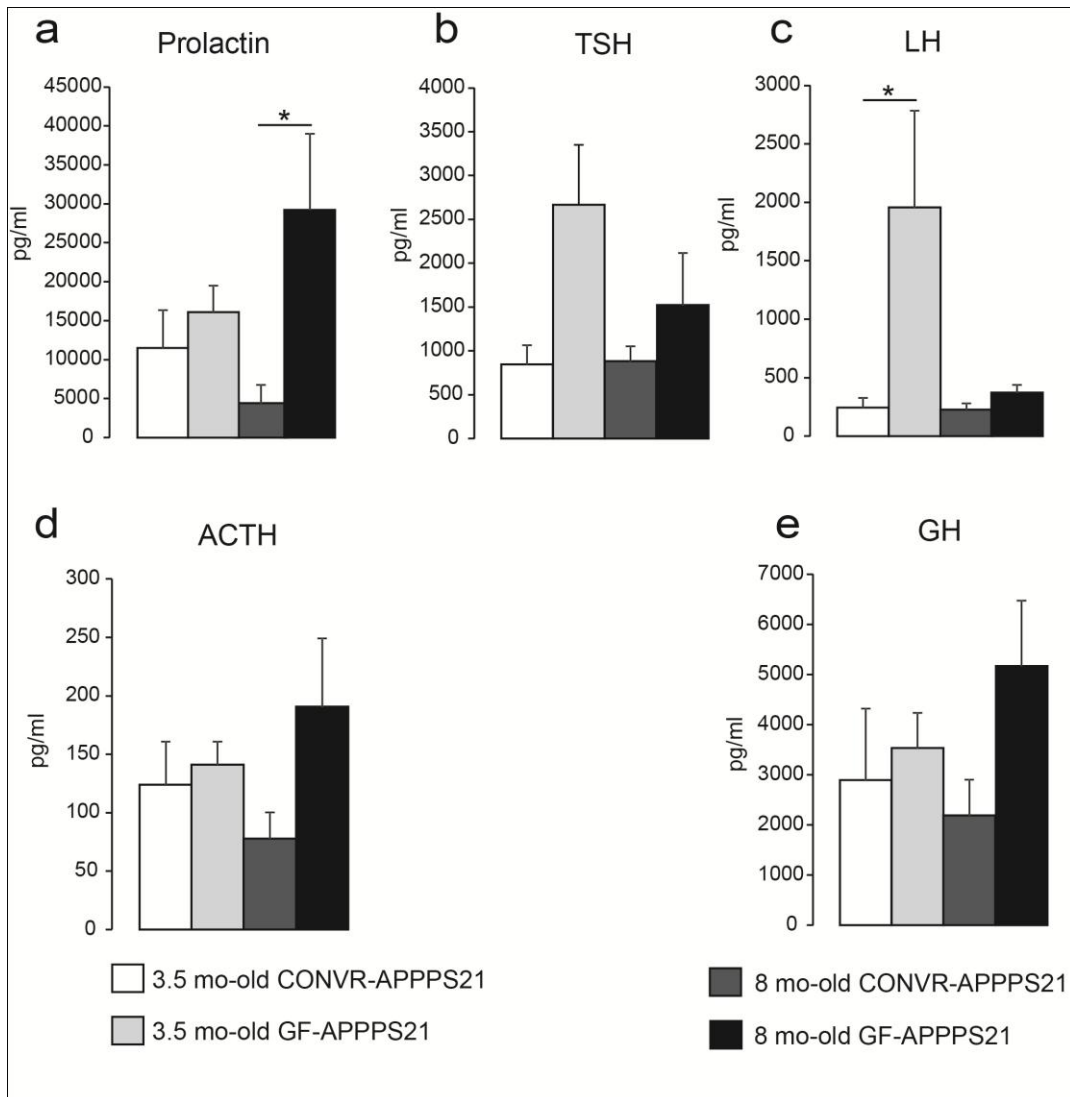 a
Prolactin
45000
40000
35000
30000
25000
20000
15000
10000
5000
0
pg/ml
*
b
TSH
4000
3500
3000
2500
2000
1500
1000
500
0
pg/ml
c
LH
3000
2500
2000
1500
1000
500
0
pg/ml
*
d
ACTH
300
250
200
150
100
50
0
pg/ml
e
GH
7000
6000
5000
4000
3000
2000
1000
0
pg/ml
3.5 mo-old CONVR-APPPS21
3.5 mo-old GF-APPPS21
8 mo-old CONVR-APPPS21
8 mo-old GF-APPPS21